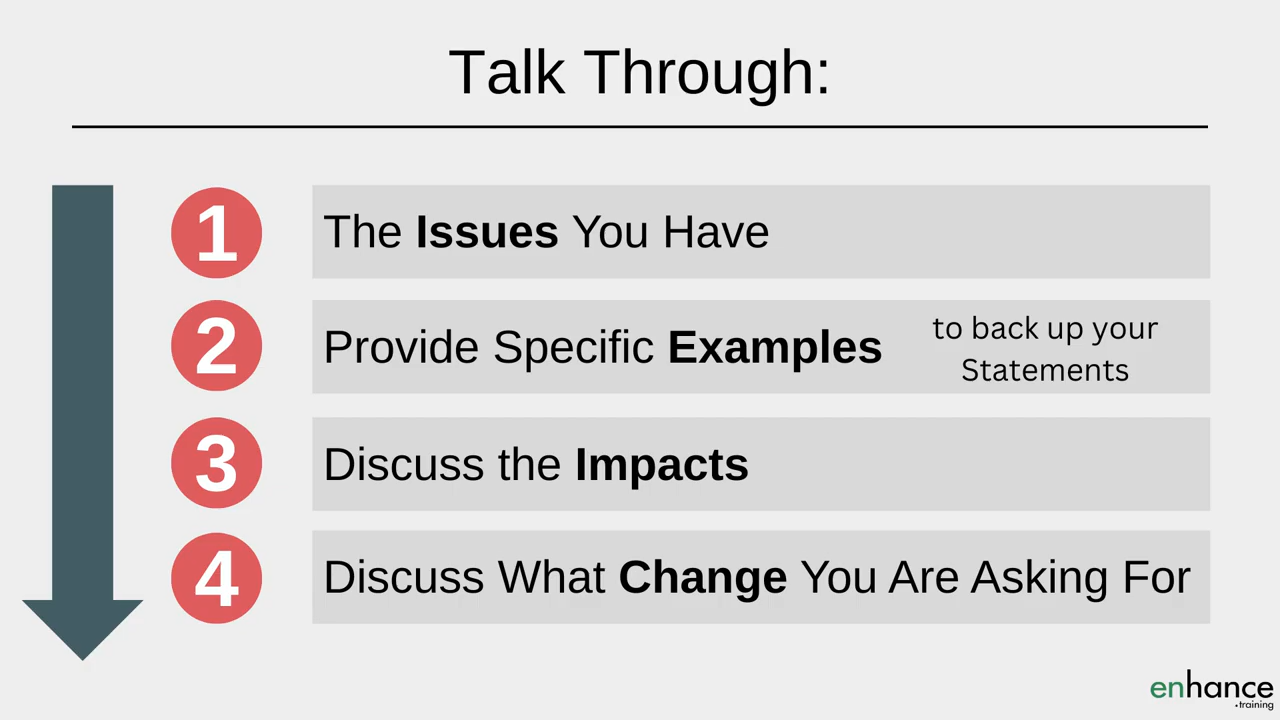 Talk Through:
1
The Issues You Have
2
Provide Specific Examples
to back up your
Statements
3
Discuss the Impacts
4
Discuss What Change You Are Asking For
enhance
.training